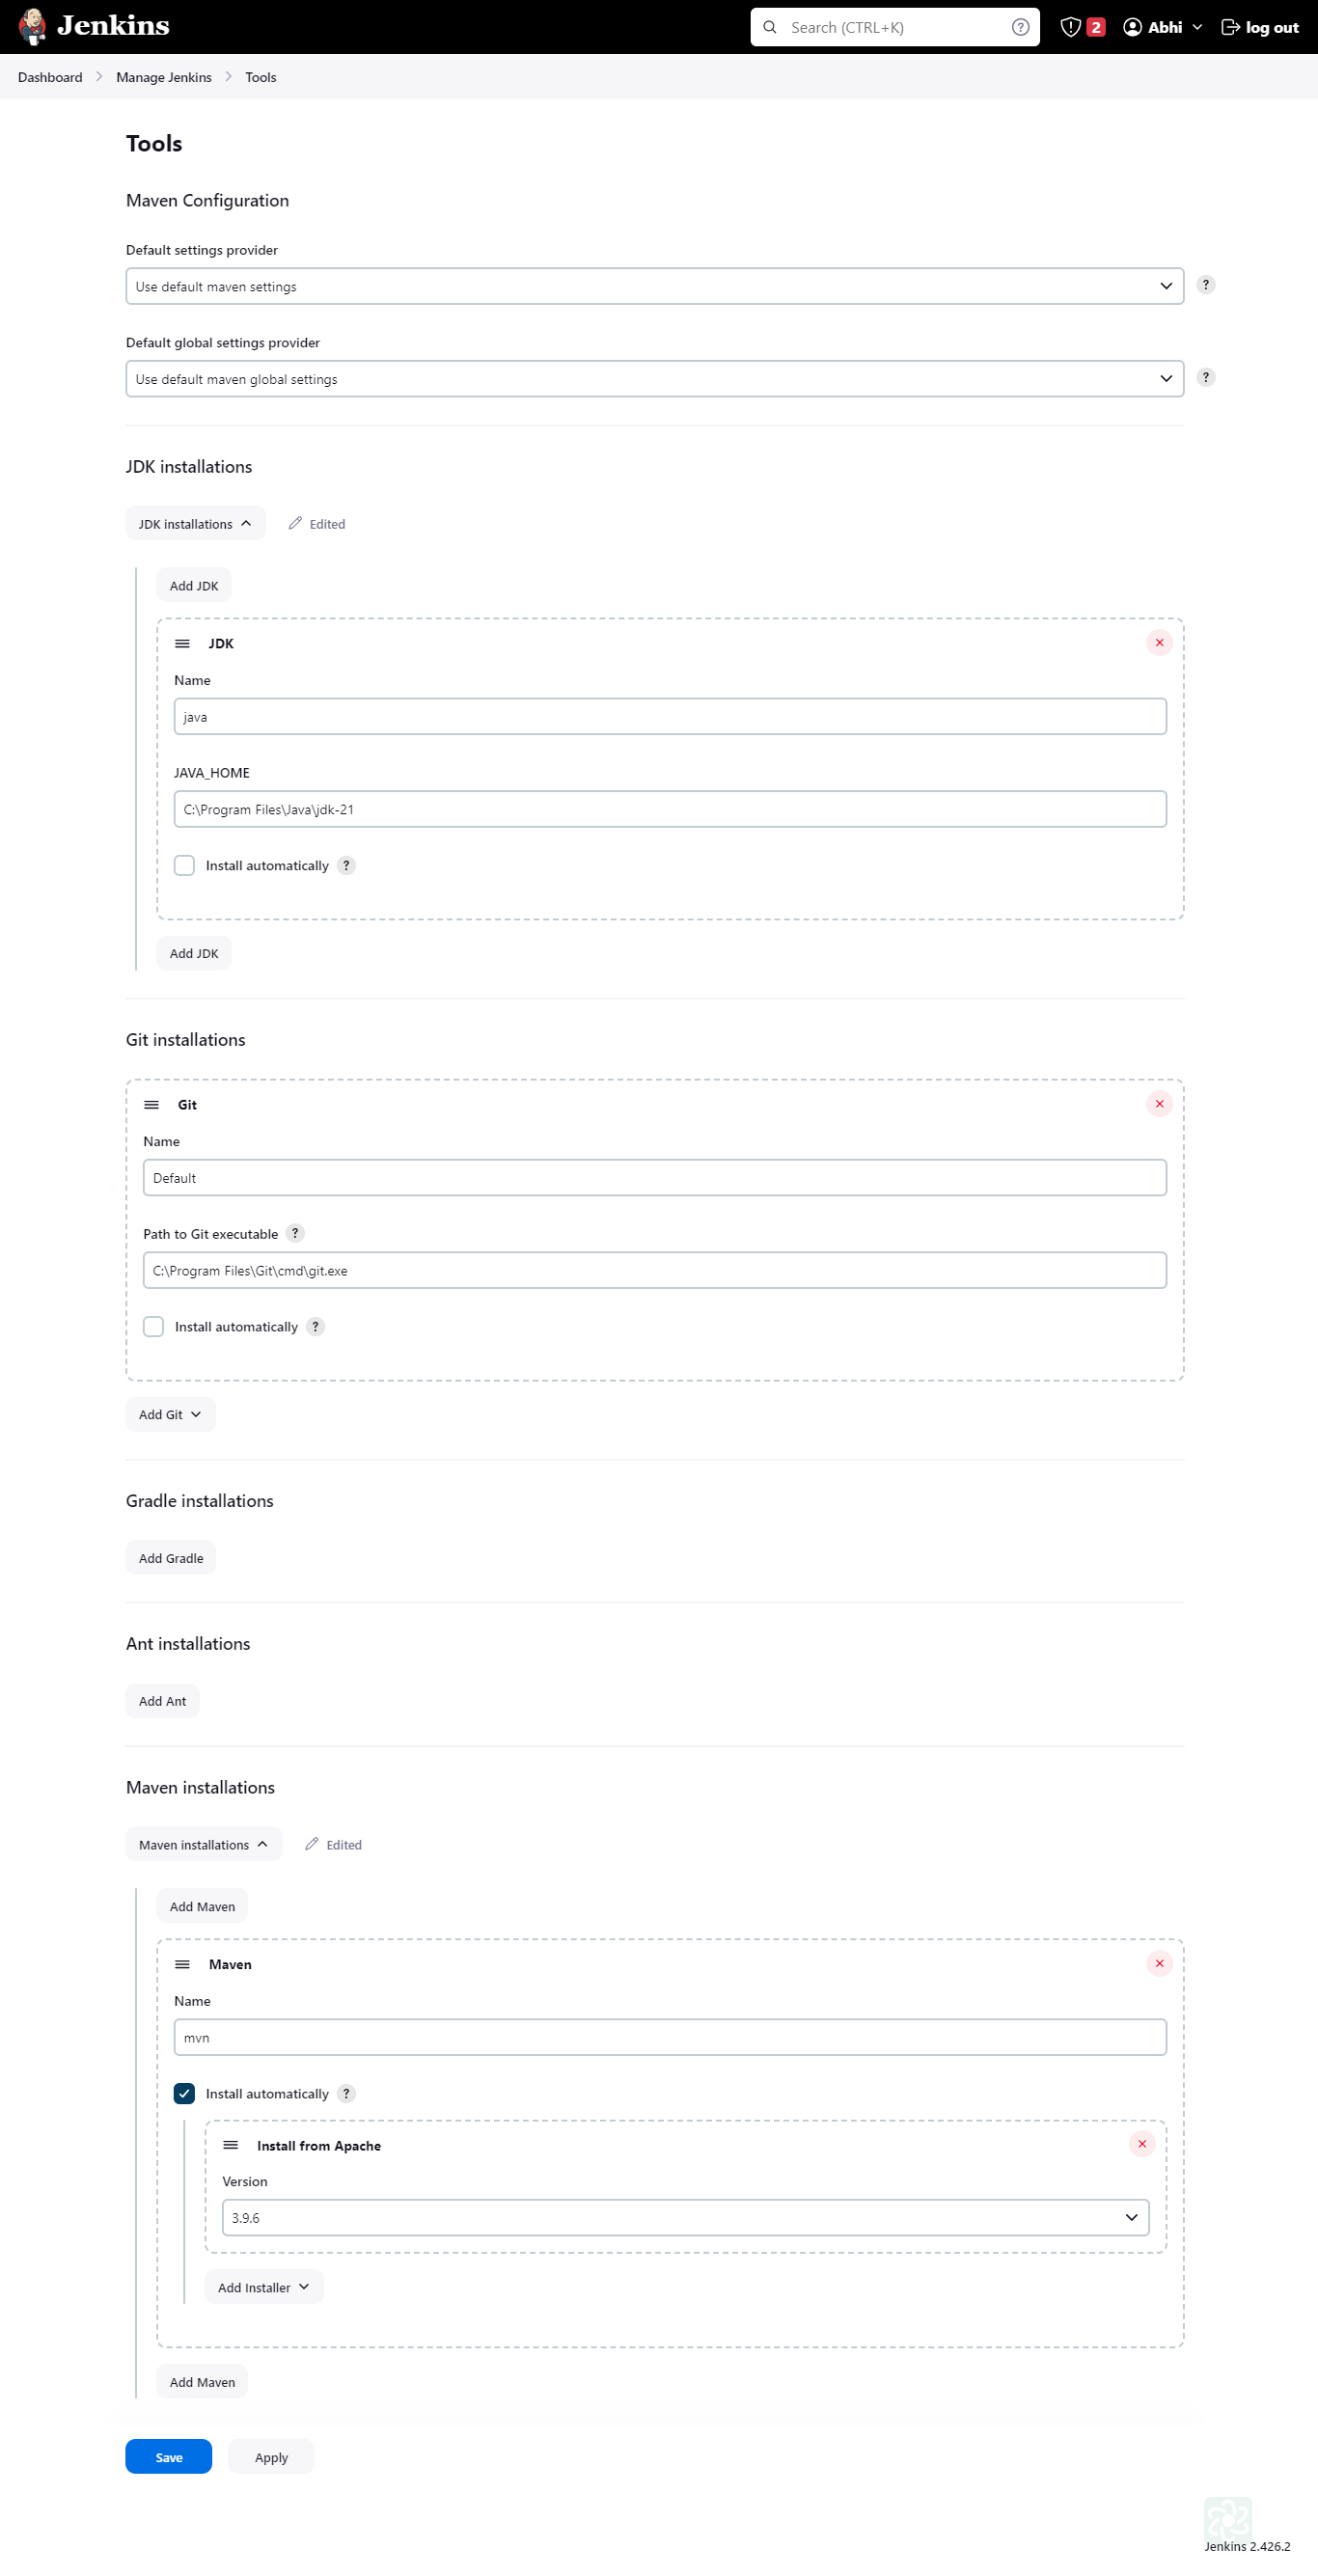 Jenkins
Search (CTRL+K)
?
2
Abhi
log out
Dashboard
Manage Jenkins
Tools
Tools
Maven Configuration
Default settings provider
Use default maven settings
?
Default global settings provider
Use default maven global settings
?
JDK installations
JDK installations
Edited
Add JDK
JDK
Name
java
JAVA_HOME
C:\Program Files\Java\jdk-21
Install automatically ?
Add JDK
Git installations
Git
Name
Default
Path to Git executable ?
C:\Program Files\Git\cmd\git.exe
Install automatically ?
Add Git
Gradle installations
Add Gradle
Ant installations
Add Ant
Maven installations
Maven installations
Edited
Add Maven
Maven
Name
mvn
Install automatically ?
Install from Apache
Version
3.9.6
Add Installer
Add Maven
Save
Apply
Jenkins 2.426.2